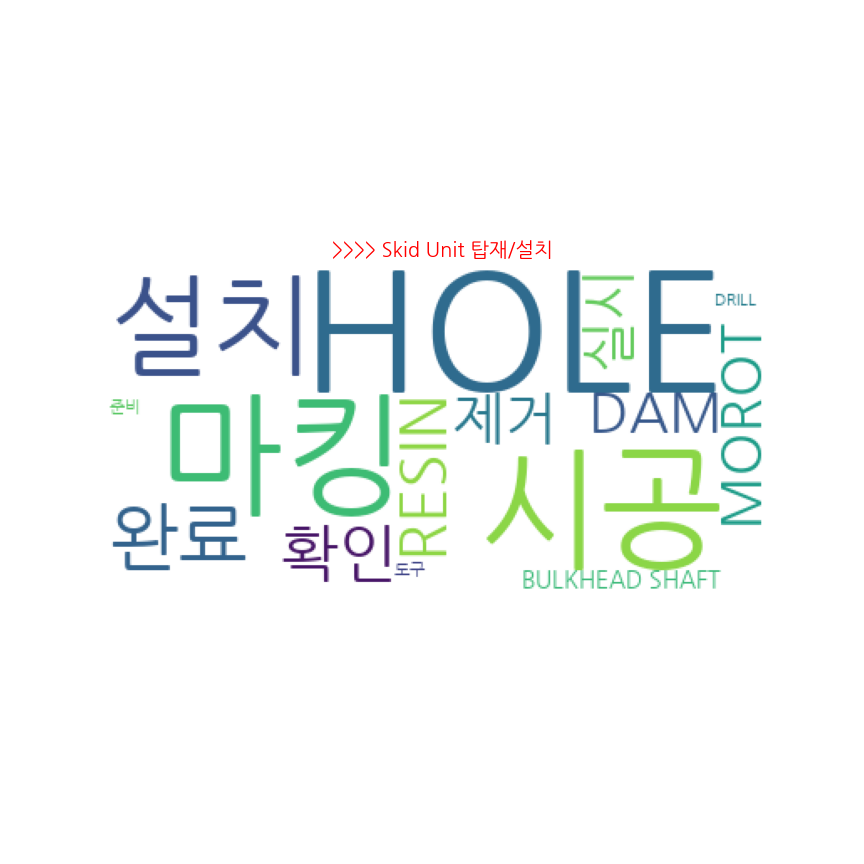 >>>> Skid Unit 탑재/설치
설치
HOLE
실시
DRILL
MOROT
준비
마킹
RESIN
제거
DAM
시공
완료
확인
도구
BULKHEAD SHAFT